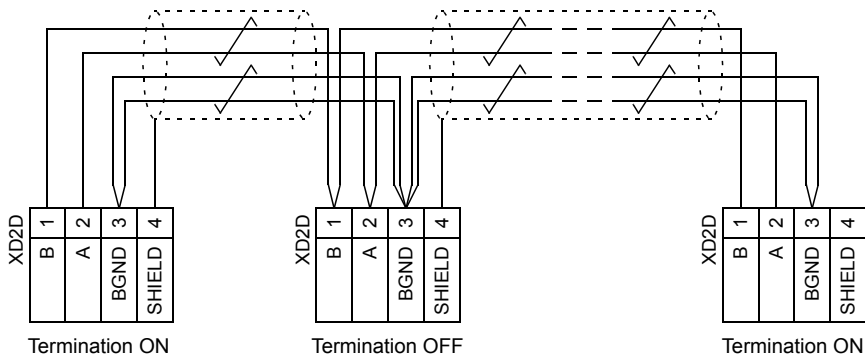 XD2D
1 2 3 4
B A BGND SHIELD
Termination ON
XD2D
1 2 3 4
B A BGND SHIELD
Termination OFF
XD2D
1 2 3 4
B A BGND SHIELD
Termination ON